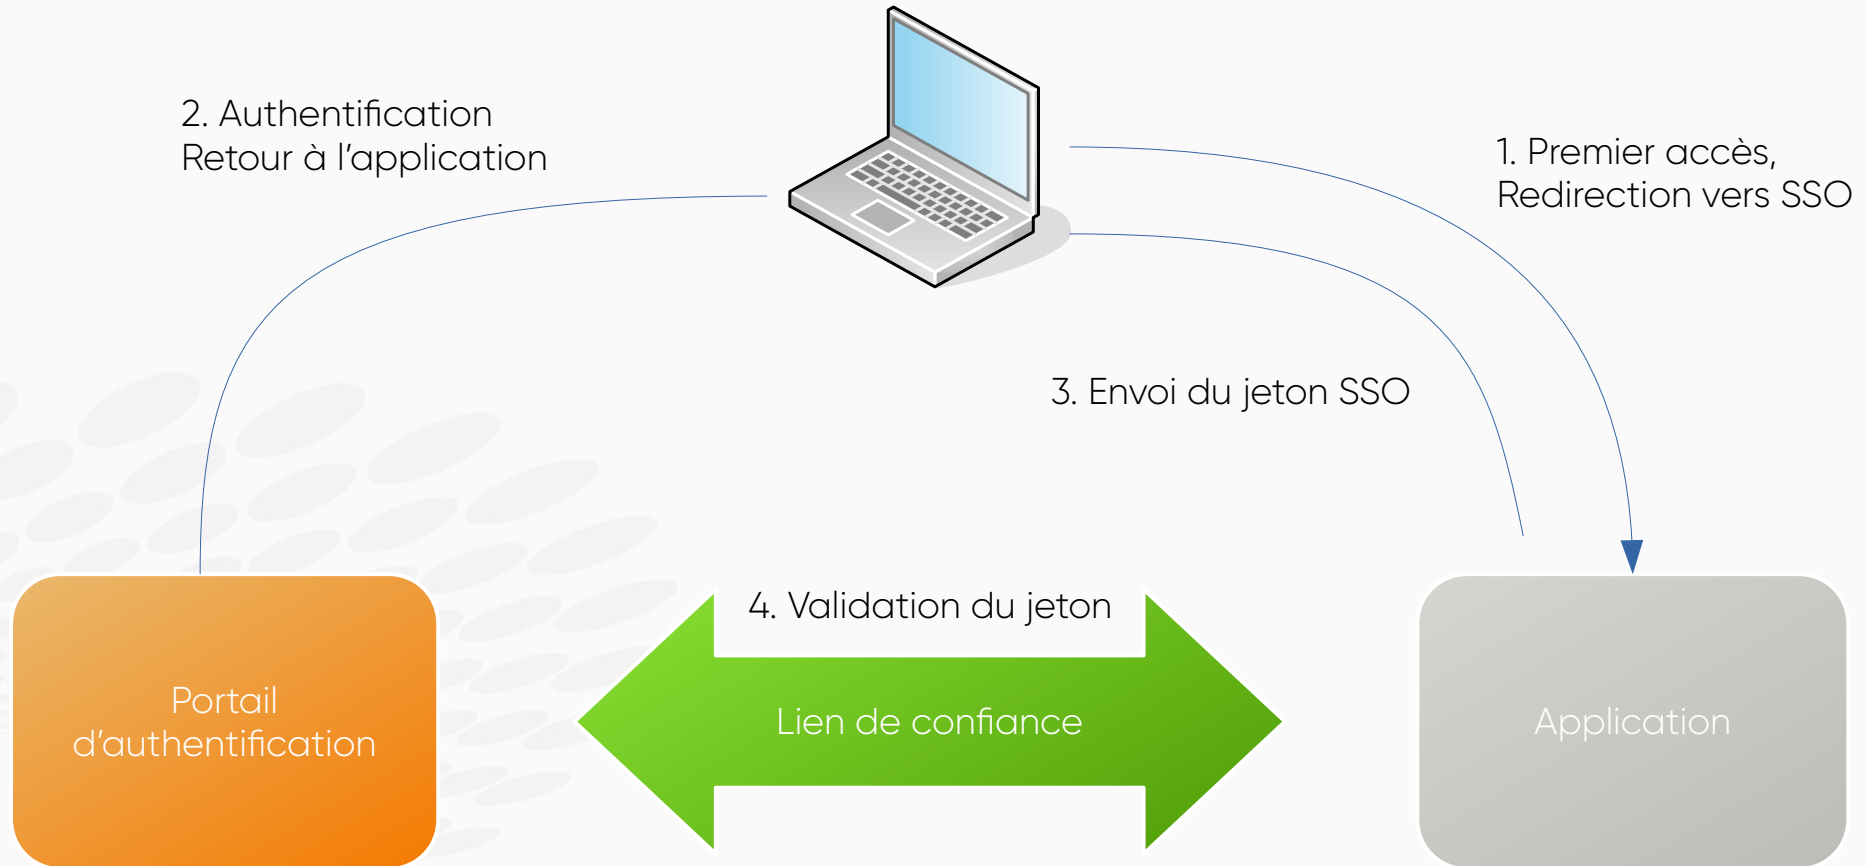 2. Authentification
Retour à l’application
1. Premier accès,
Redirection vers SSO
3. Envoi du jeton SSO
4. Validation du jeton
Portail
d’authentification
Lien de confiance
Application